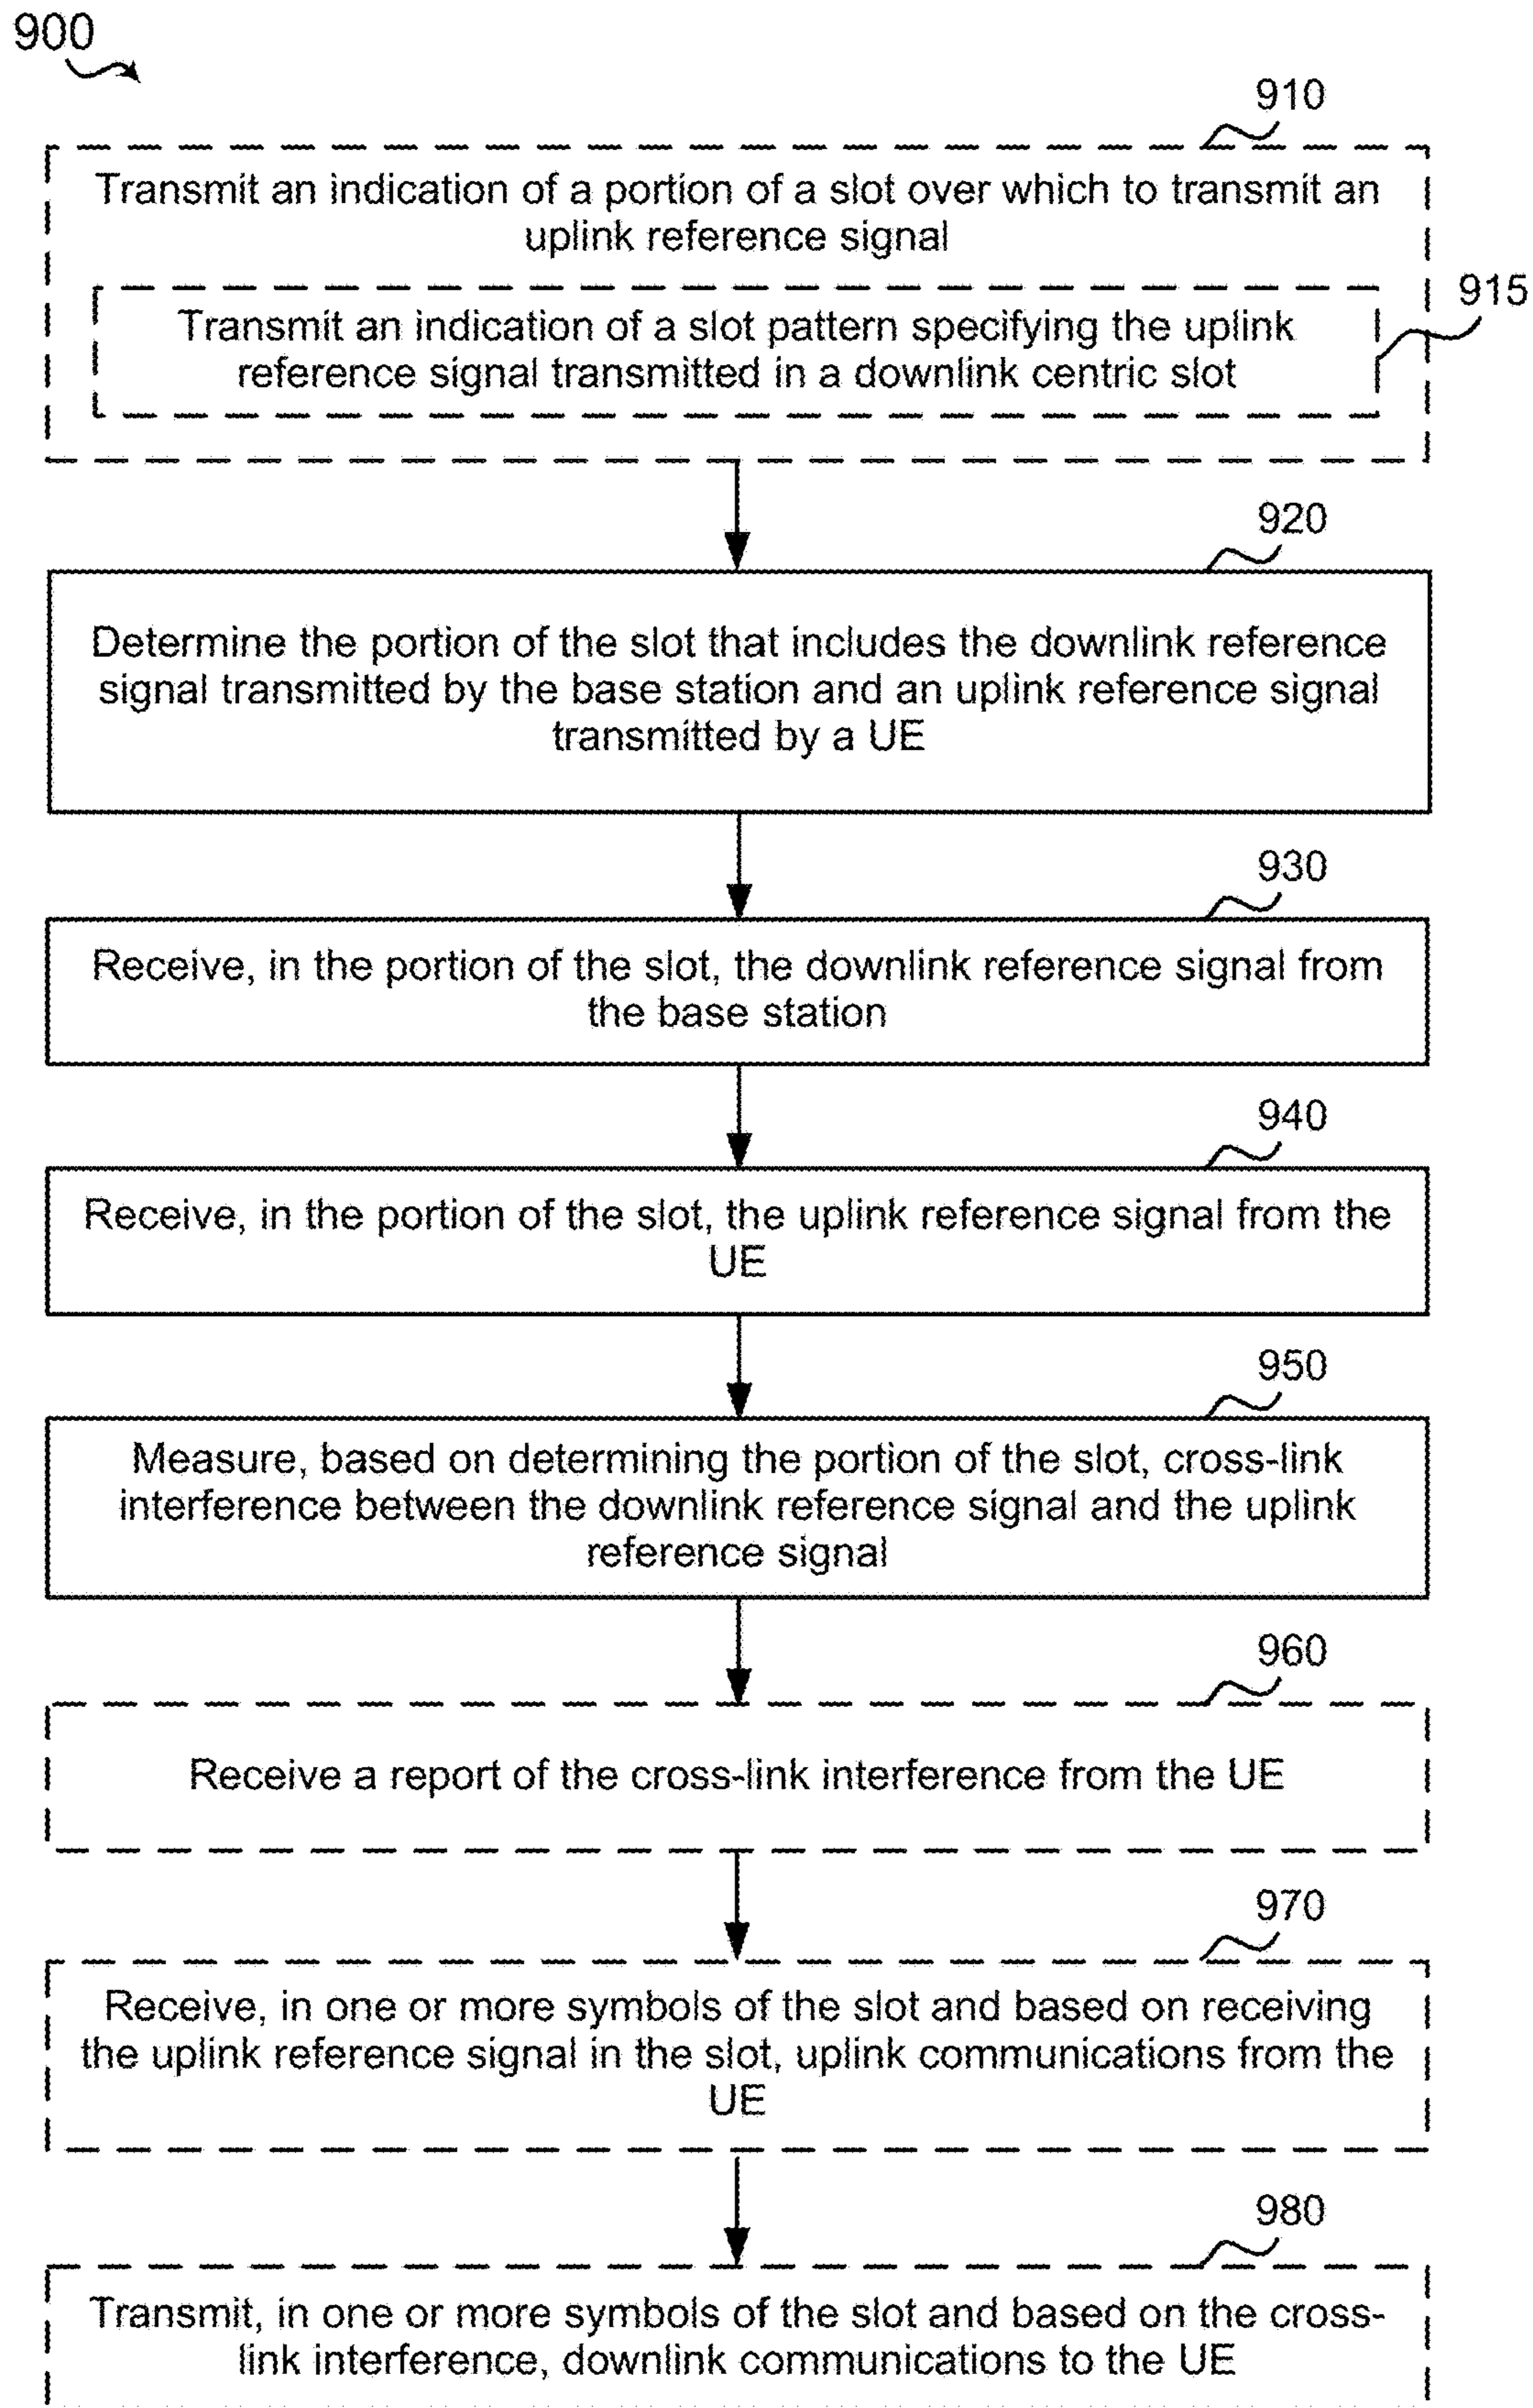 900
910
Transmit an indication of a portion of a slot over which to transmit an
uplink reference signal
915
Transmit an indication of a slot pattern specifying the uplink
reference signal transmitted in a downlink centric slot
920
Determine the portion of the slot that includes the downlink reference
signal transmitted by the base station and an uplink reference signal
transmitted by a UE
930
Receive, in the portion of the slot, the downlink reference signal from
the base station
940
Receive, in the portion of the slot, the uplink reference signal from the
UE
950
Measure, based on determining the portion of the slot, cross-link
interference between the downlink reference signal and the uplink
reference signal
960
Receive a report of the cross-link interference from the UE
970
Receive, in one or more symbols of the slot and based on receiving
the uplink reference signal in the slot, uplink communications from the
UE
980
Transmit, in one or more symbols of the slot and based on the cross-
link interference, downlink communications to the UE